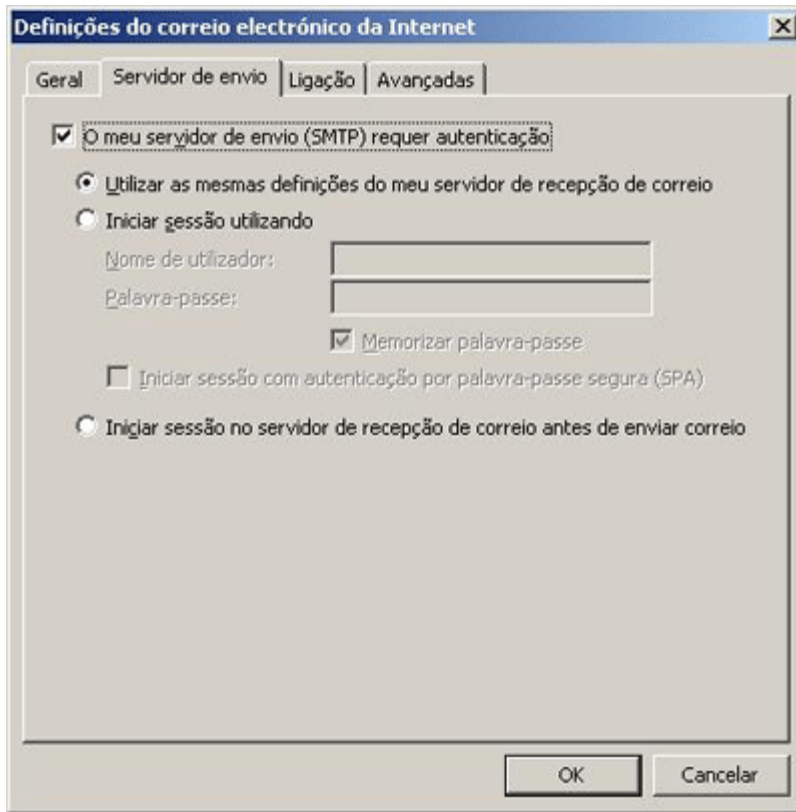 Definições do correio electrónico da Internet
Geral Servidor de envio Ligação Avançadas
O meu servidor de envio (SMTP) requer autenticação
Utilizar as mesmas definições do meu servidor de recepção de correio
Iniciar sessão utilizando
Nome de utilizador:
Palavra-passe:
Memorizar palavra-passe
Iniciar sessão com autenticação por palavra-passe segura (SPA)
Iniciar sessão no servidor de recepção de correio antes de enviar correio
OK Cancelar